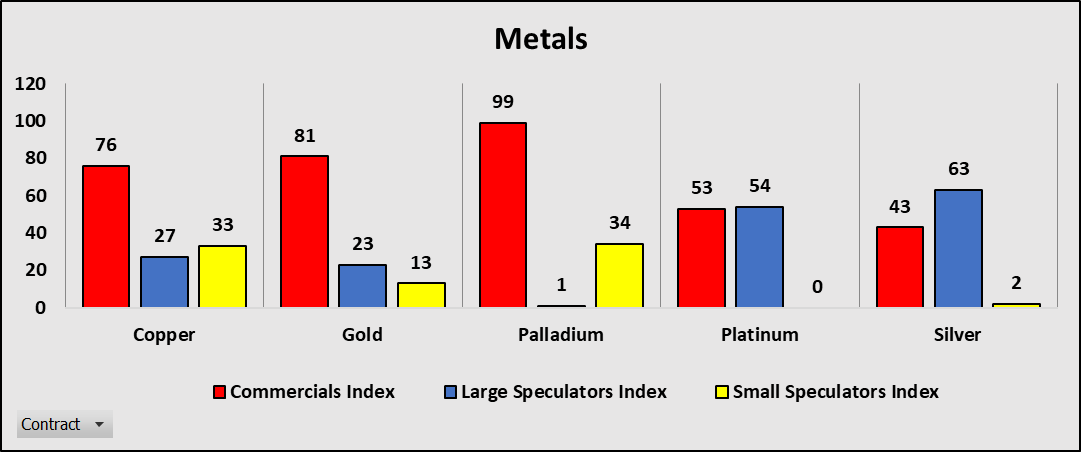 Metals
120
100
80
60
40
20
0
76
27
33
81
23
13
99
1
34
53
54
0
43
63
2
Copper
Gold
Palladium
Platinum
Silver
Commercials Index
Large Speculators Index
Small Speculators Index
Contract